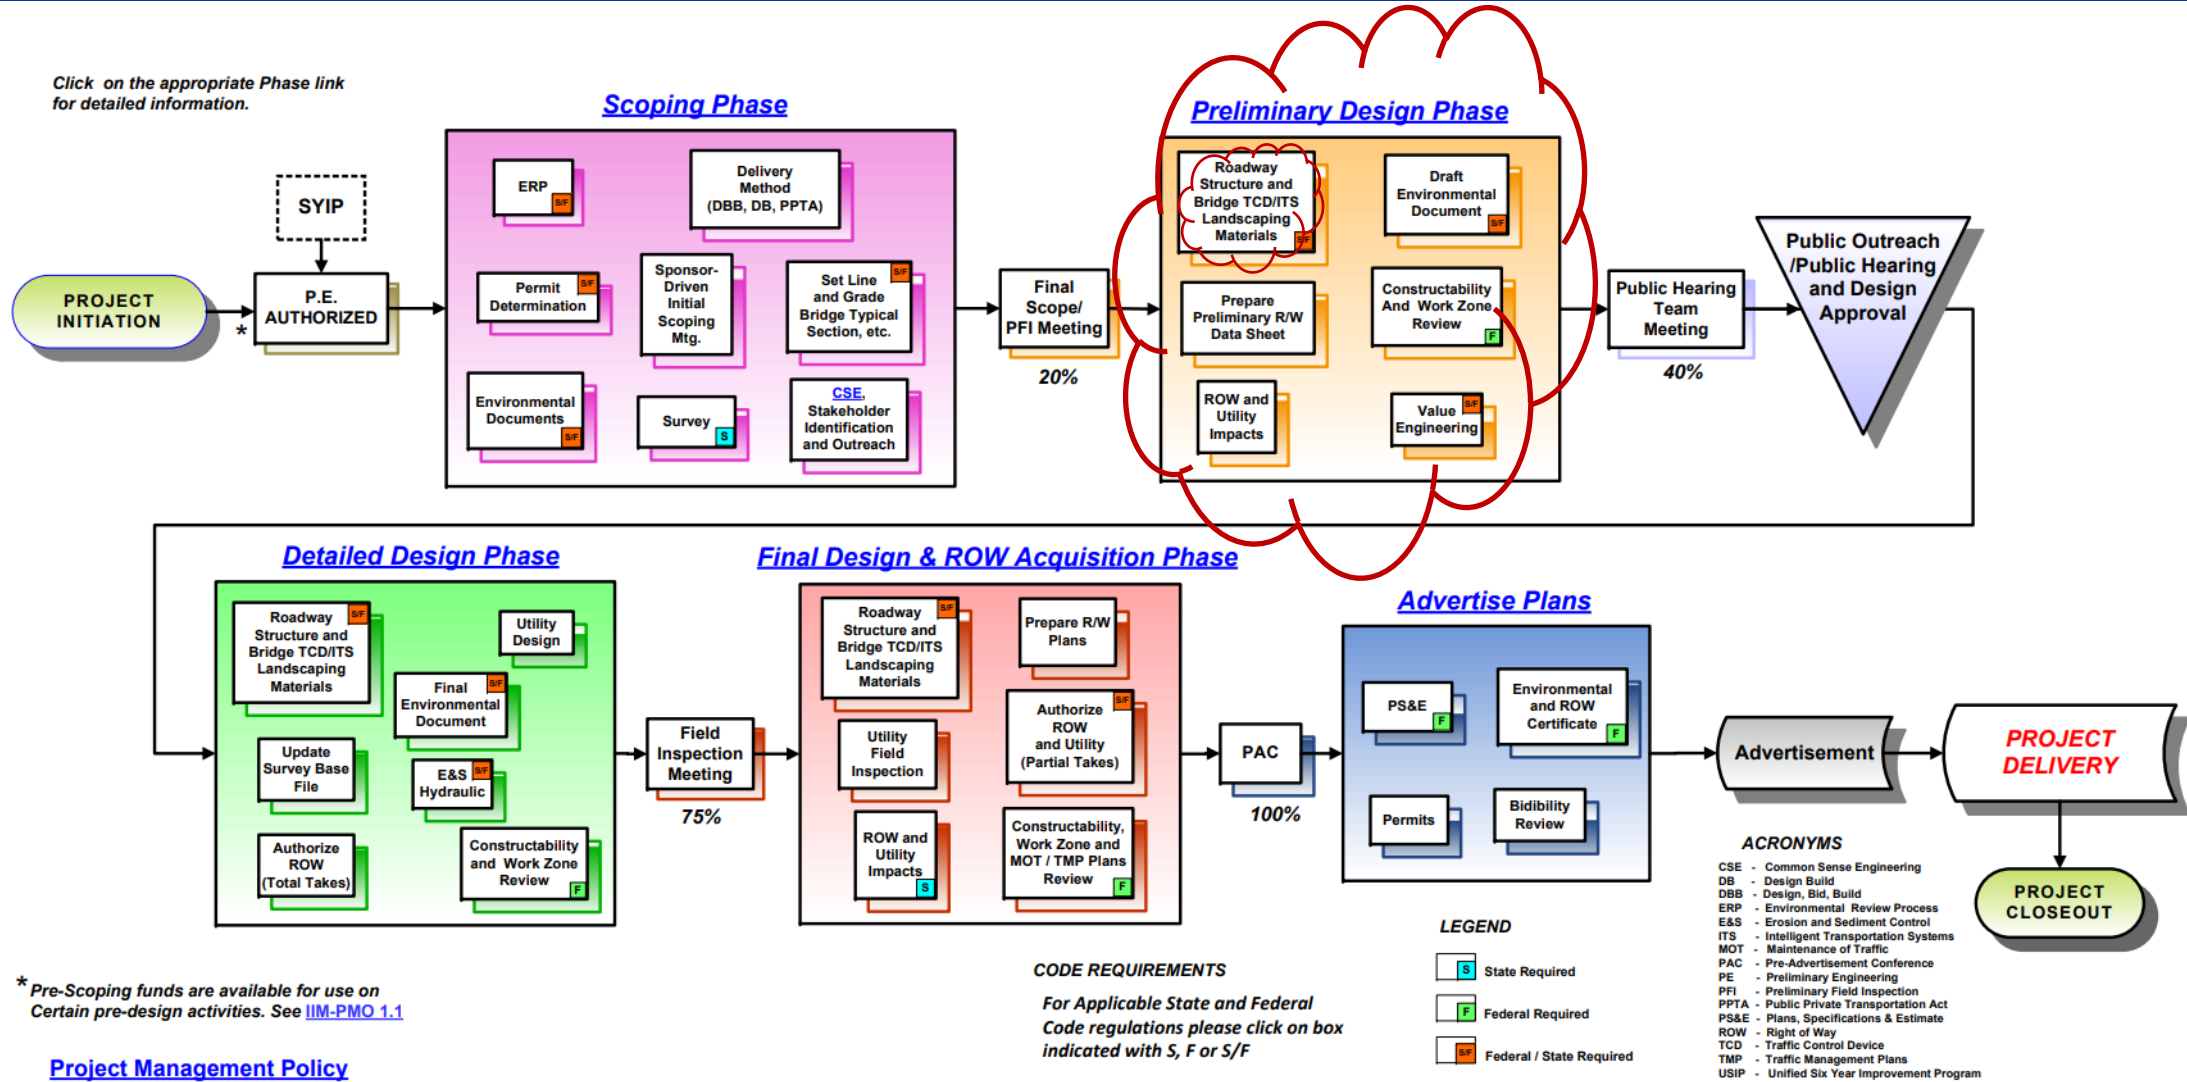 Click on the appropriate Phase link
for detailed information.
Scoping Phase
Preliminary Design Phase
SYIP
PROJECT
INITIATION
*
P.E.
AUTHORIZED
ERP
S/F
Delivery
Method
(DBB, DB, PPTA)
Permit
Determination
S/F
Sponsor-
Driven
Initial
Scoping
Mtg.
Set Line
and Grade
Bridge Typical
Section, etc.
S/F
Environmental
Documents
S/F
Survey
S
CSE,
Stakeholder
Identification
and Outreach
Final
Scope/
PFI Meeting
20%
Roadway
Structure and
Bridge TCD/ITS
Landscaping
Materials
S/F
Draft
Environmental
Document
S/F
Prepare
Preliminary R/W
Data Sheet
Constructability
And Work Zone
Review
F
ROW and
Utility
Impacts
Value
Engineering
S/F
Public Hearing
Team
Meeting
40%
Public Outreach
/Public Hearing
and Design
Approval
Detailed Design Phase
Final Design & ROW Acquisition Phase
Advertise Plans
Roadway
Structure and
Bridge TCD/ITS
Landscaping
Materials
S/F
Utility
Design
Final
Environmental
Document
S/F
Update
Survey Base
File
E&S
Hydraulic
S/F
Authorize
ROW
(Total Takes)
Constructability
and Work Zone
Review
F
Field
Inspection
Meeting
75%
Roadway
Structure and
Bridge TCD/ITS
Landscaping
Materials
S/F
Prepare R/W
Plans
Utility
Field
Inspection
Authorize
ROW
and Utility
(Partial Takes)
S/F
ROW and
Utility
Impacts
S
Constructability,
Work Zone and
MOT / TMP Plans
Review
F
PAC
100%
PS&E
F
Environmental
and ROW
Certificate
F
Permits
Bidibility
Review
Advertisement
PROJECT
DELIVERY
PROJECT
CLOSEOUT
ACRONYMS
CSE - Common Sense Engineering
DB - Design Build
DBB - Design, Bid, Build
ERP - Environmental Review Process
E&S - Erosion and Sediment Control
ITS - Intelligent Transportation Systems
MOT - Maintenance of Traffic
PAC - Pre-Advertisement Conference
PE - Preliminary Engineering
PFI - Preliminary Field Inspection
PPTA - Public Private Transportation Act
PS&E - Plans, Specifications & Estimate
ROW - Right of Way
TCD - Traffic Control Device
TMP - Traffic Management Plans
USIP - Unified Six Year Improvement Program
LEGEND
S State Required
F Federal Required
S/F Federal / State Required
CODE REQUIREMENTS
For Applicable State and Federal
Code regulations please click on box
indicated with S, F or S/F
* Pre-Scoping funds are available for use on
Certain pre-design activities. See IIM-PMO 1.1
Project Management Policy